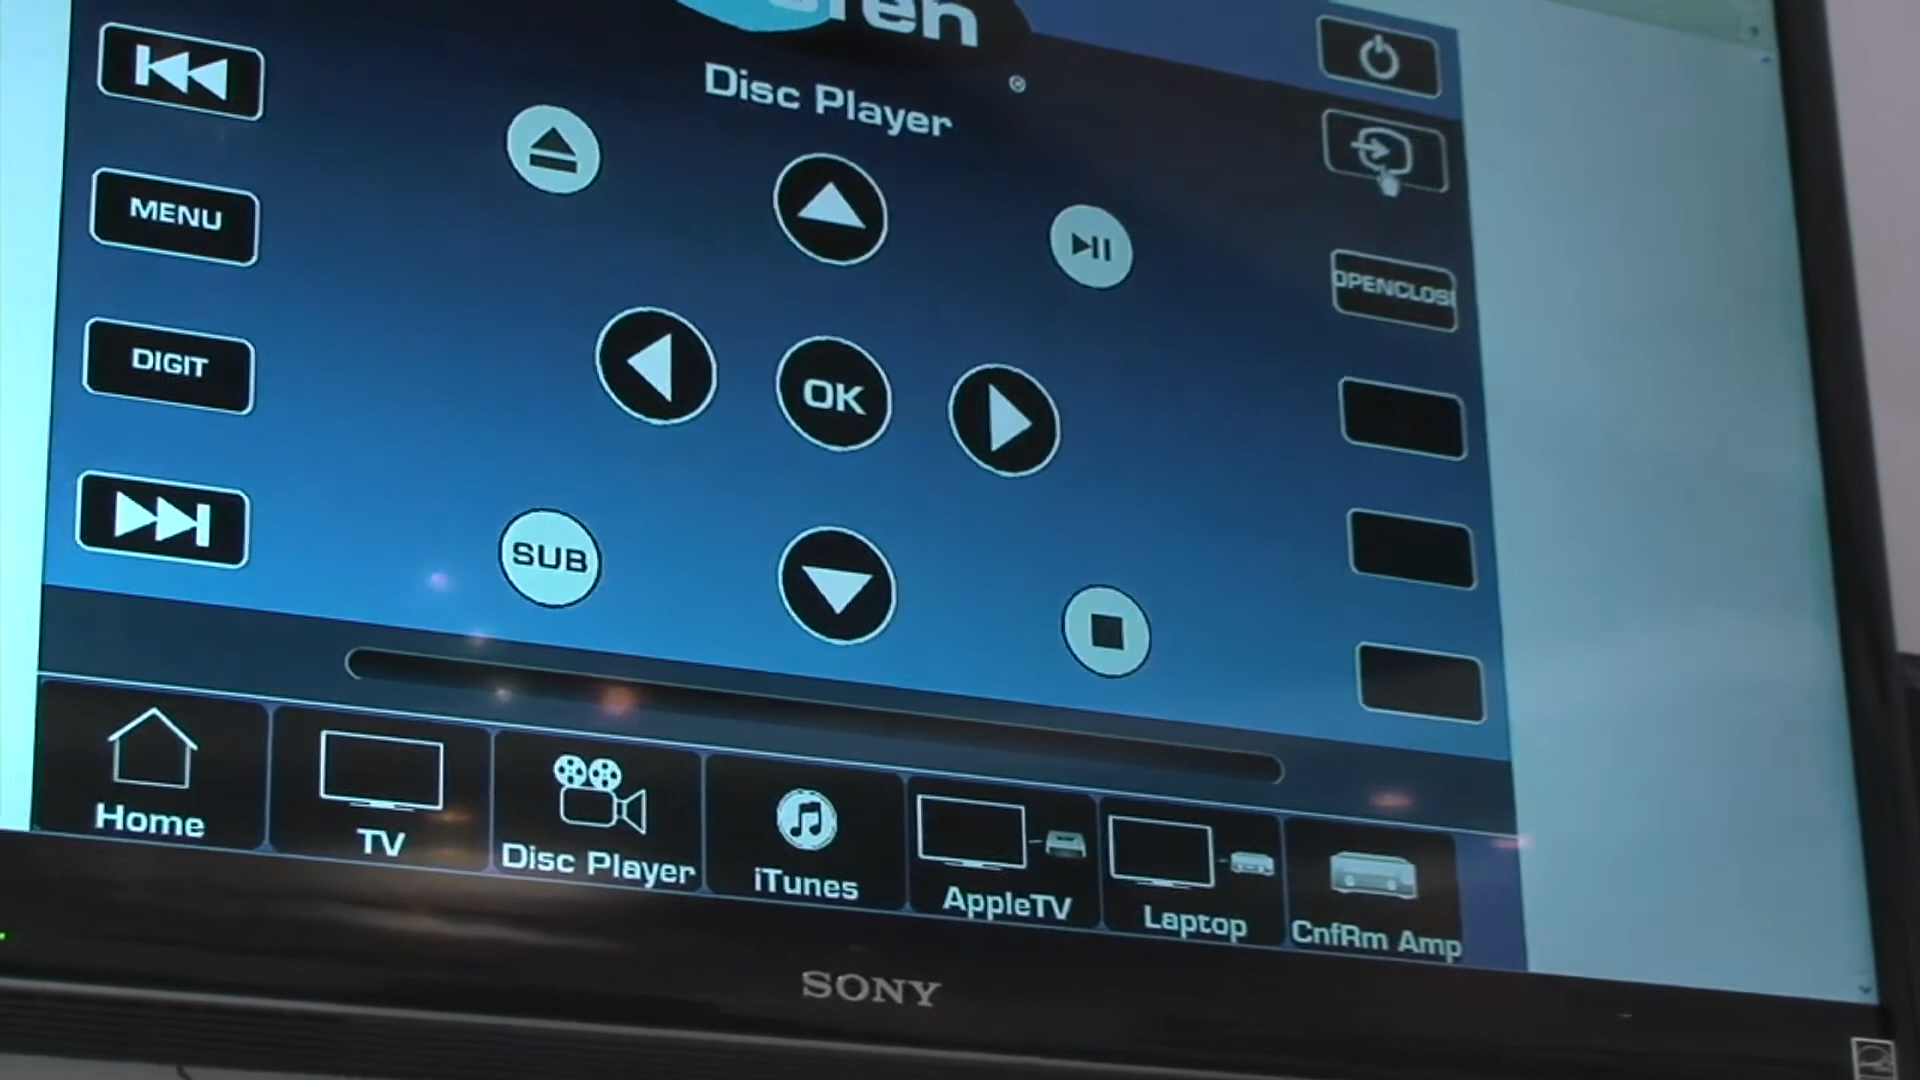 Disc Player
MENU
OPENCLOS
DIGIT
OK
SUB
Home
TV
Disc Player
iTunes
AppleTV
Laptop
CnfRm Amp
SONY